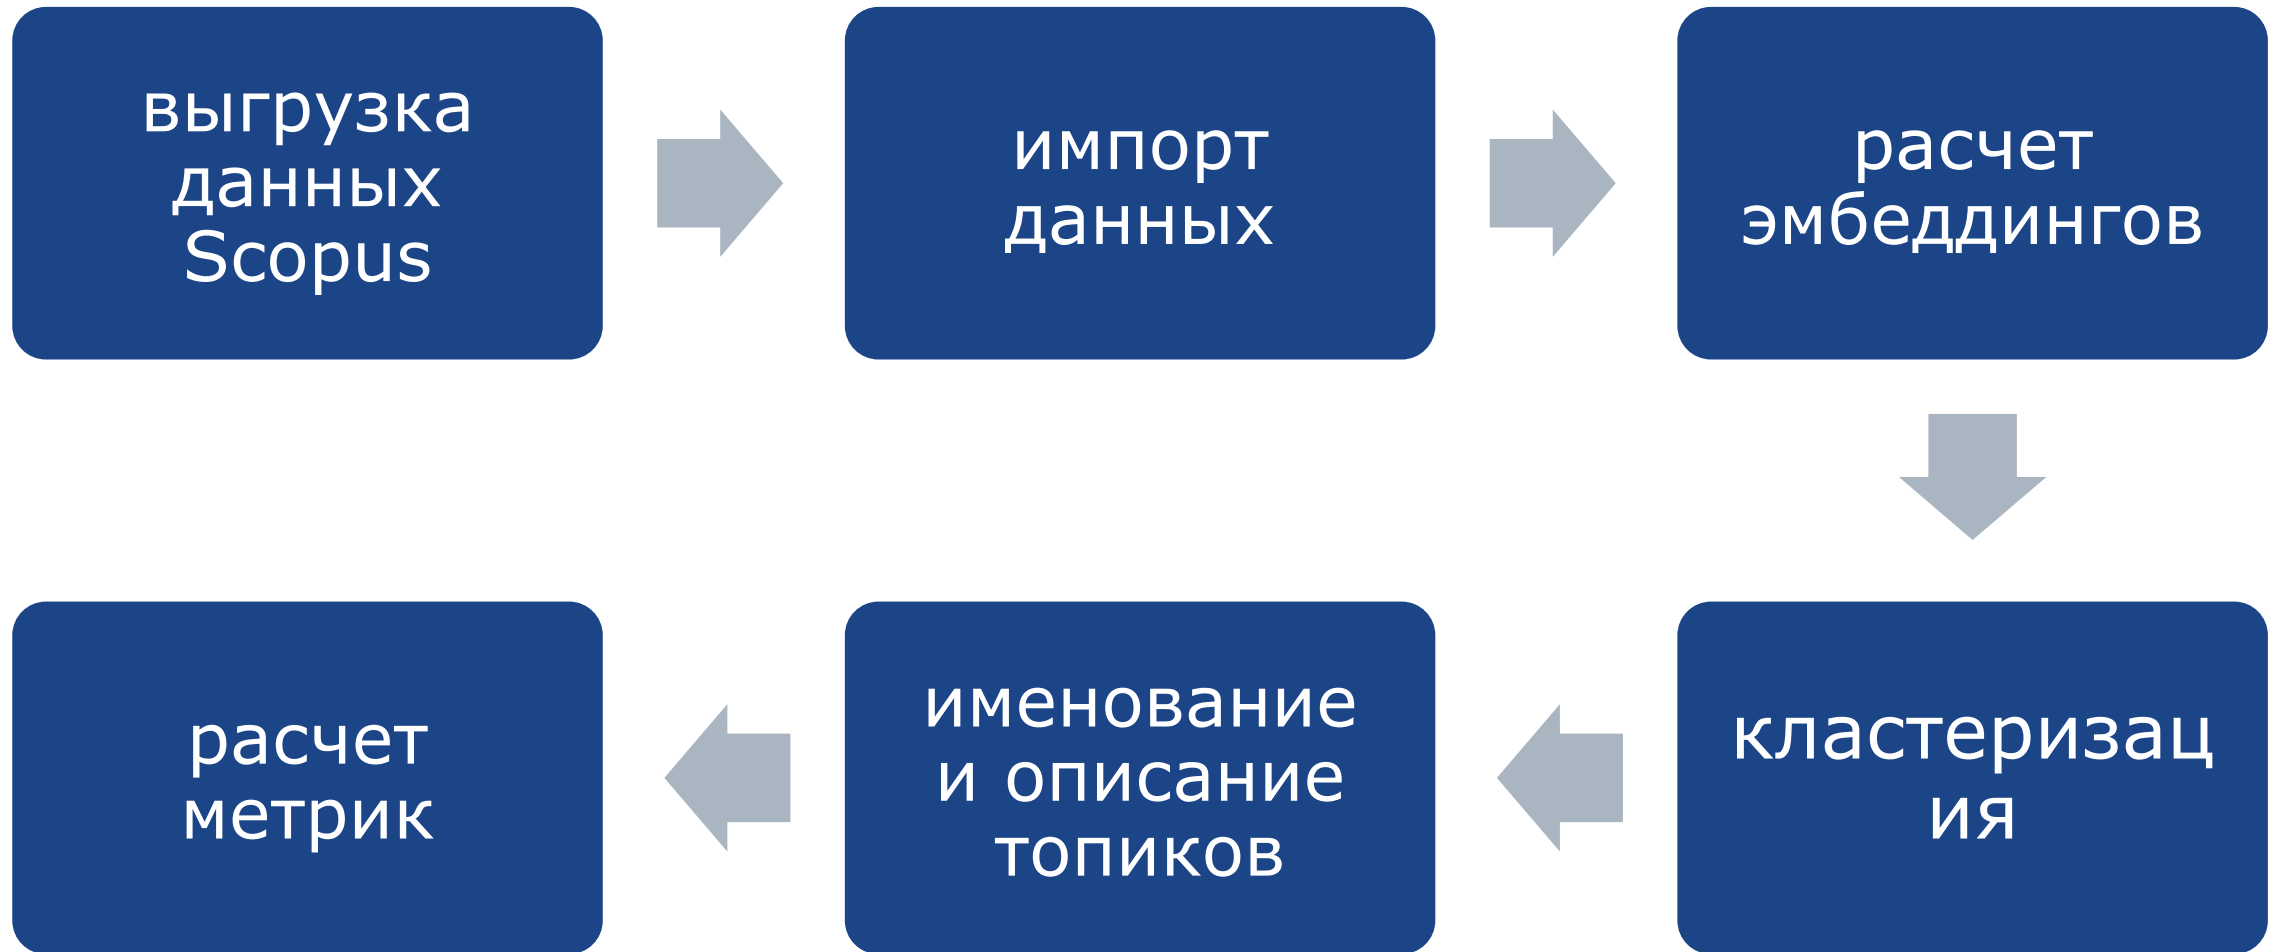 выгрузка
данных
Scopus
импорт
данных
расчет
эмбеддингов
кластеризац
ия
именование
и описание
топиков
расчет
метрик